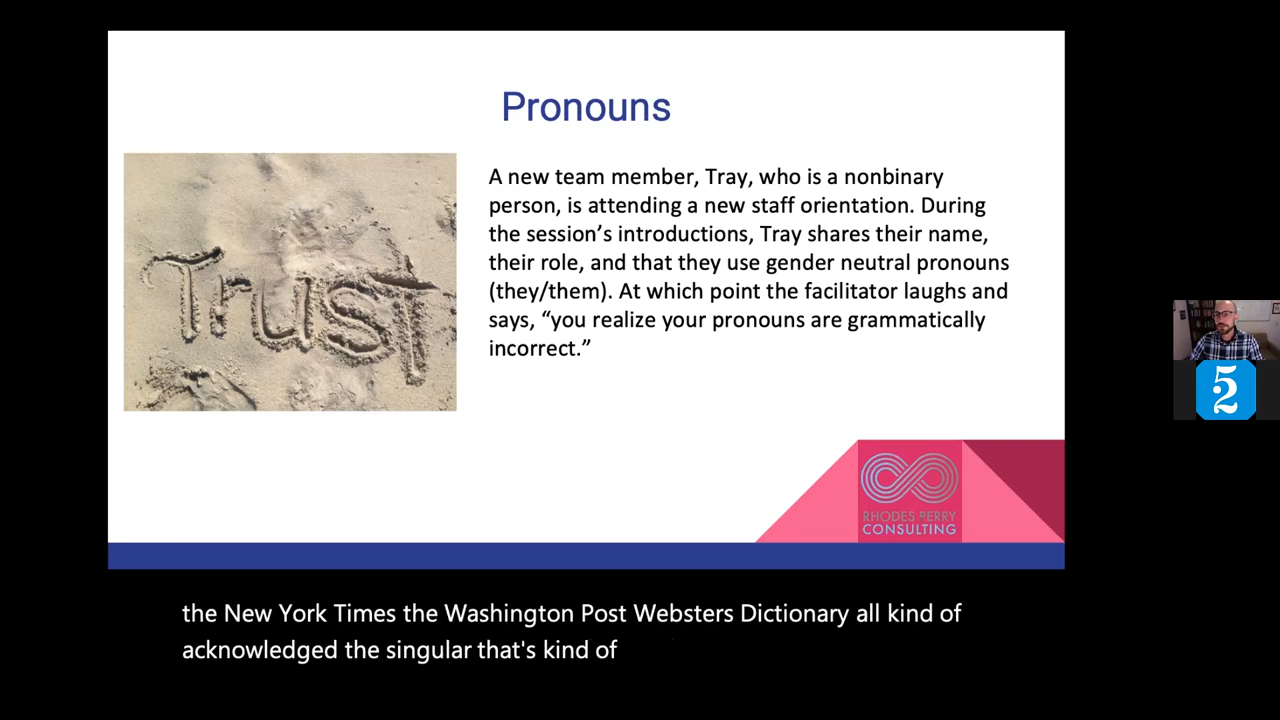 Pronouns
Trust
A new team member, Tray, who is a nonbinary
person, is attending a new staff orientation. During
the session’s introductions, Tray shares their name,
their role, and that they use gender neutral pronouns
(they/them). At which point the facilitator laughs and
says, “you realize your pronouns are grammatically
incorrect.”
RHODES PERRY
CONSULTING
52
the New York Times the Washington Post Websters Dictionary all kind of
acknowledged the singular that's kind of